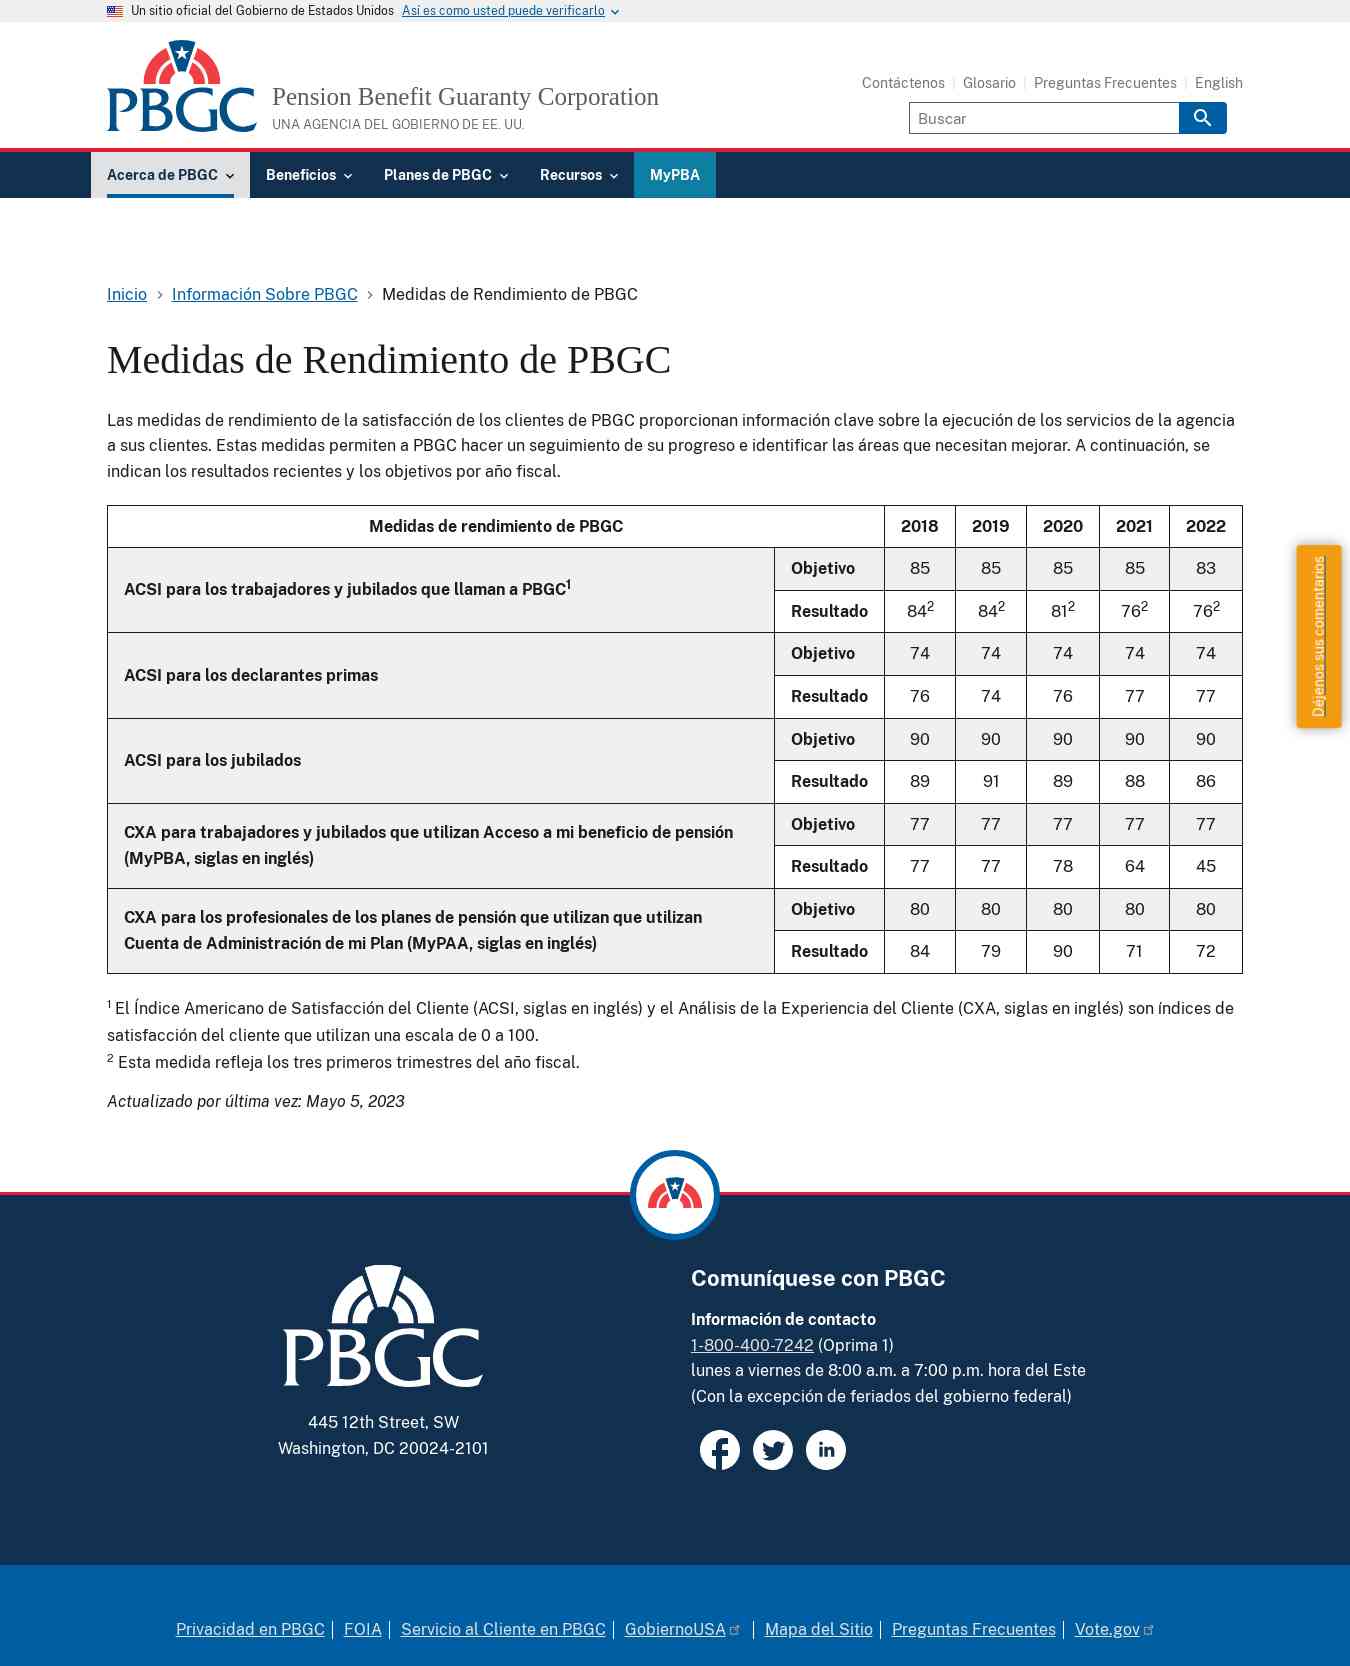 Un sitio oficial del Gobierno de Estados Unidos Así es como usted puede verificarlo
PBGC
Pension Benefit Guaranty Corporation
UNA AGENCIA DEL GOBIERNO DE EE. UU.
Contáctenos Glosario Preguntas Frecuentes English
Buscar
Acerca de PBGC Beneficios Planes de PBGC Recursos MyPBA
Inicio Información Sobre PBGC Medidas de Rendimiento de PBGC
Medidas de Rendimiento de PBGC
Las medidas de rendimiento de la satisfacción de los clientes de PBGC proporcionan información clave sobre la ejecución de los servicios de la agencia
a sus clientes. Estas medidas permiten a PBGC hacer un seguimiento de su progreso e identificar las áreas que necesitan mejorar. A continuación, se
indican los resultados recientes y los objetivos por año fiscal.
Medidas de rendimiento de PBGC 2018 2019 2020 2021 2022
ACSI para los trabajadores y jubilados que llaman a PBGC1
Objetivo 85 85 85 85 83
Resultado 842 842 812 762 762
ACSI para los declarantes primas
Objetivo 74 74 74 74 74
Resultado 76 74 76 77 77
ACSI para los jubilados
Objetivo 90 90 90 90 90
Resultado 89 91 89 88 86
CXA para trabajadores y jubilados que utilizan Acceso a mi beneficio de pensión
(MyPBA, siglas en inglés)
Objetivo 77 77 77 77 77
Resultado 77 77 78 64 45
CXA para los profesionales de los planes de pensión que utilizan que utilizan
Cuenta de Administración de mi Plan (MyPAA, siglas en inglés)
Objetivo 80 80 80 80 80
Resultado 84 79 90 71 72
Déjenos sus comentarios
1 El Índice Americano de Satisfacción del Cliente (ACSI, siglas en inglés) y el Análisis de la Experiencia del Cliente (CXA, siglas en inglés) son índices de
satisfacción del cliente que utilizan una escala de 0 a 100.
2 Esta medida refleja los tres primeros trimestres del año fiscal.
Actualizado por última vez: Mayo 5, 2023
PBGC
445 12th Street, SW
Washington, DC 20024-2101
Comuníquese con PBGC
Información de contacto
1-800-400-7242 (Oprima 1)
lunes a viernes de 8:00 a.m. a 7:00 p.m. hora del Este
(Con la excepción de feriados del gobierno federal)
Privacidad en PBGC FOIA Servicio al Cliente en PBGC GobiernoUSA Mapa del Sitio Preguntas Frecuentes Vote.gov